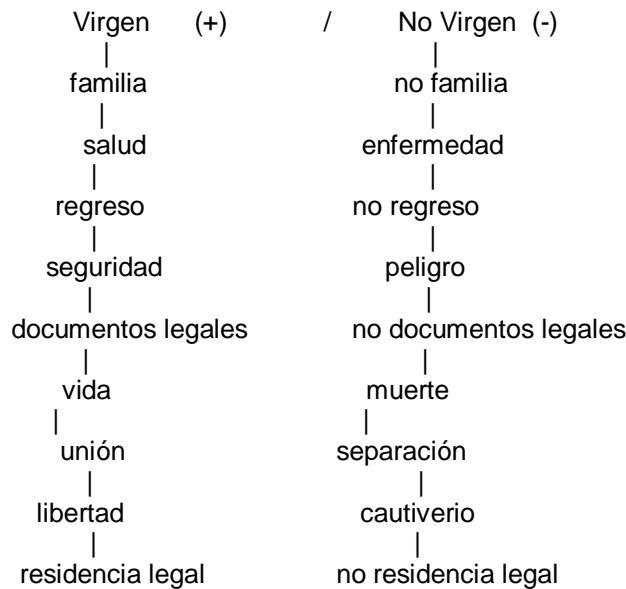 Virgen (+) / No Virgen (-)
| |
familia no familia
| |
salud enfermedad
| |
regreso no regreso
| |
seguridad peligro
| |
documentos legales no documentos legales
| |
vida muerte
| |
unión separación
| |
libertad cautiverio
| |
residencia legal no residencia legal